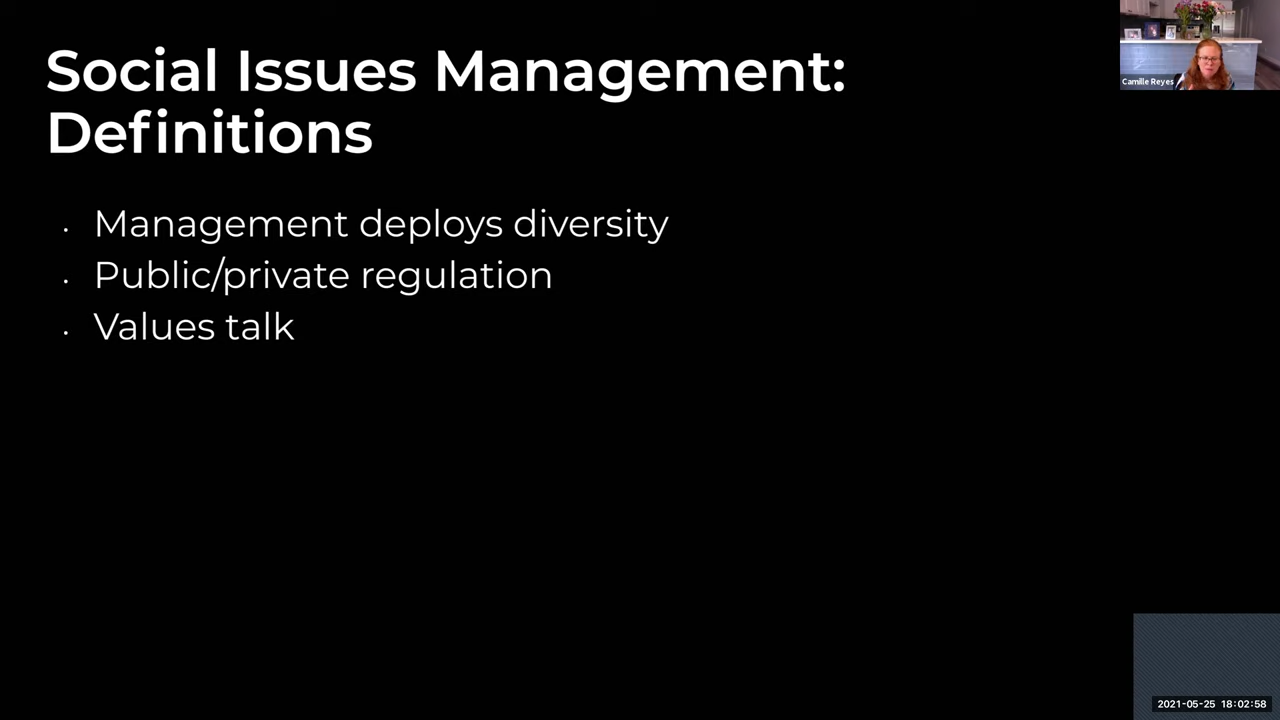 Social Issues Management:
Definitions
Camille Reyes
· Management deploys diversity
· Public/private regulation
· Values talk
2021-05-25 18:02:58